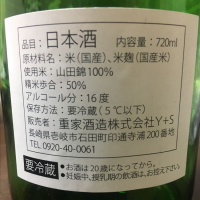 品目：日本酒 内容量：720ml
原材料名：米（国産）、米麹（国産米）
使用米：山田錦100%
精米歩合：50%
アルコール分：16度
保存方法：要冷蔵（5℃以下）
販売者：重家酒造株式会社Y+S
長崎県壱岐市石田町印通寺浦200番地
TEL 0920-40-0061
要冷蔵
●お酒は20歳になってから。
●妊娠中、授乳期の飲酒は、お控え下さい。